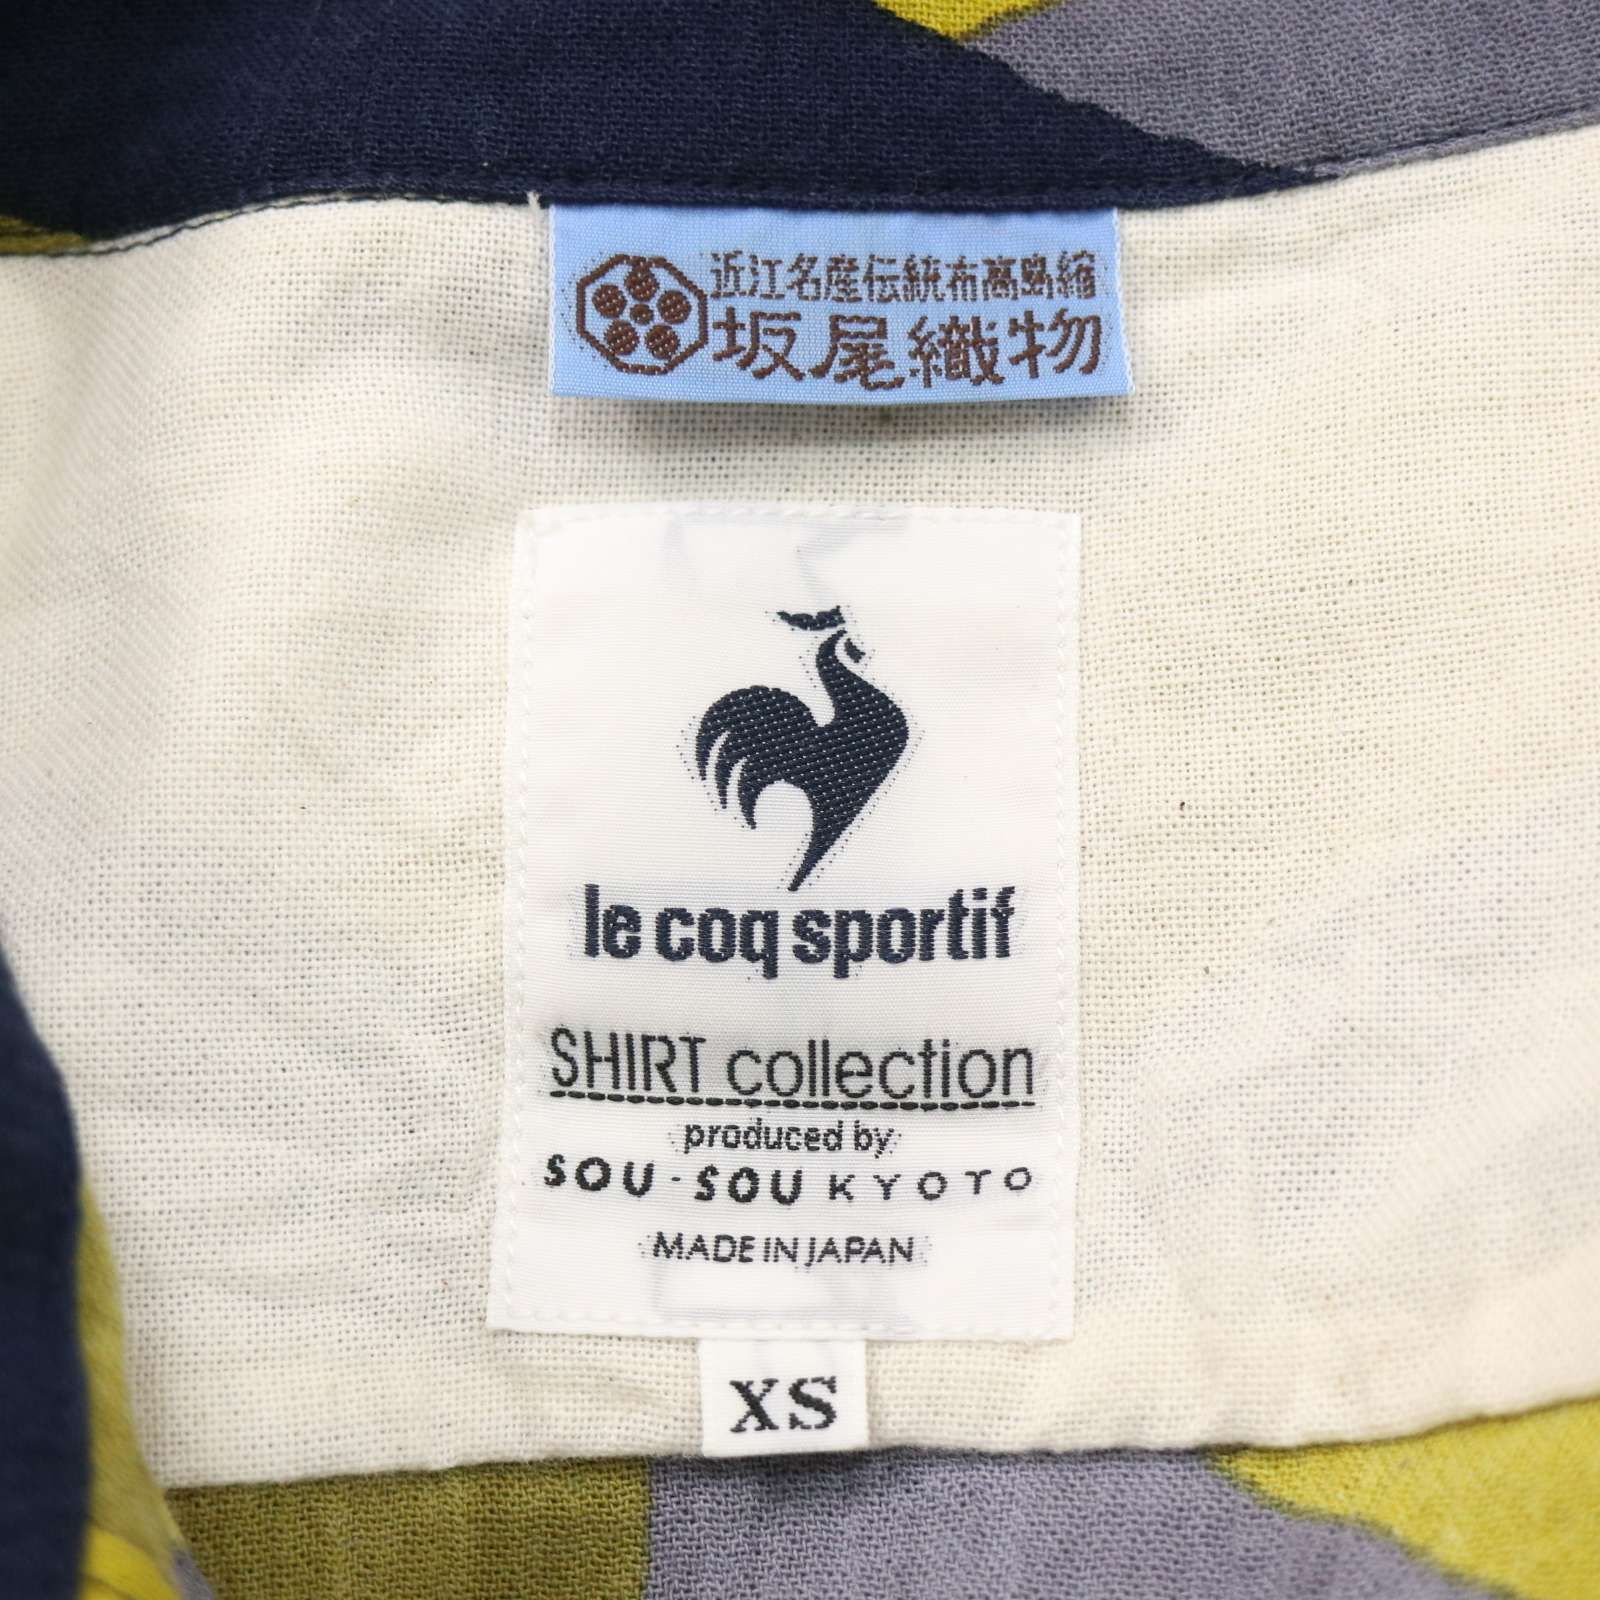 近江名産伝統布高島縮
坂尾織物
le coq sportif
SHIRT collection
produced by
SOU・SOU KYOTO
MADE IN JAPAN
XS